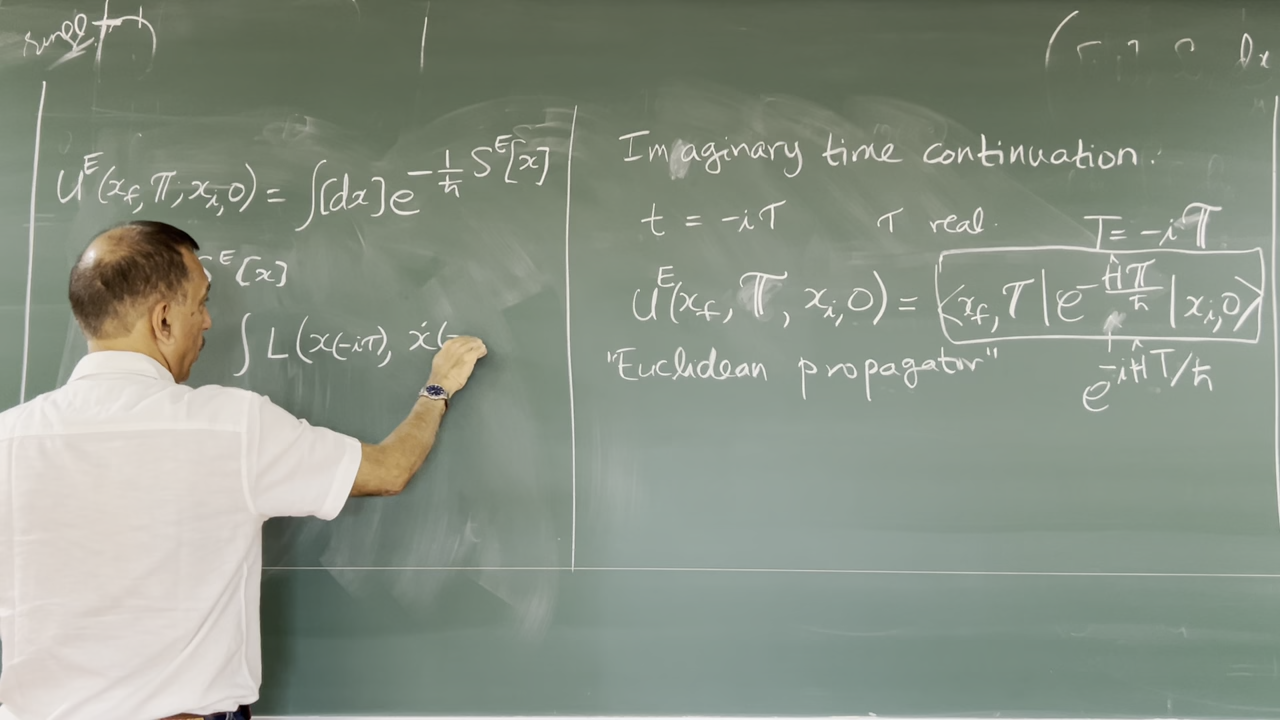 U^E(x_f, 𝕋, x_i, 0) = ∫[dx] e^{-1/ħ S^E[x]}
S^E[x]
∫ L(x(-iτ), ẋ(-
Imaginary time continuation:
t = -iτ τ real. T = -i𝕋
U^E(x_f, 𝕋, x_i, 0) = ⟨x_f, 𝕋| e^{-Ĥ𝕋/ħ} |x_i, 0⟩
"Euclidean propagator" e^{-iĤT/ħ}